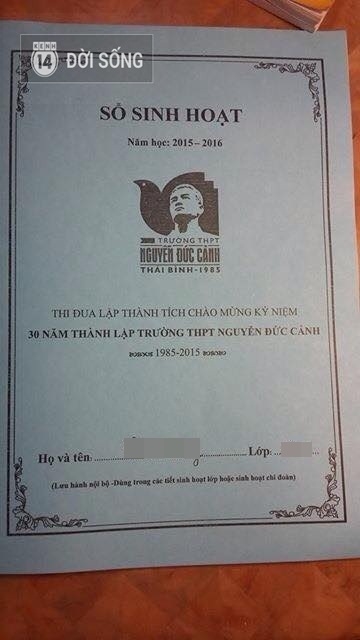 KENH 14 ĐỜI SỐNG
SỔ SINH HOẠT
Năm học: 2015 – 2016
TRƯỜNG THPT
NGUYỄN ĐỨC CẢNH
THÁI BÌNH - 1985
THI ĐUA LẬP THÀNH TÍCH CHÀO MỪNG KỶ NIỆM
30 NĂM THÀNH LẬP TRƯỜNG THPT NGUYỄN ĐỨC CẢNH
1985-2015
Họ và tên: Lớp:
(Lưu hành nội bộ -Dùng trong các tiết sinh hoạt lớp hoặc sinh hoạt chi đoàn)